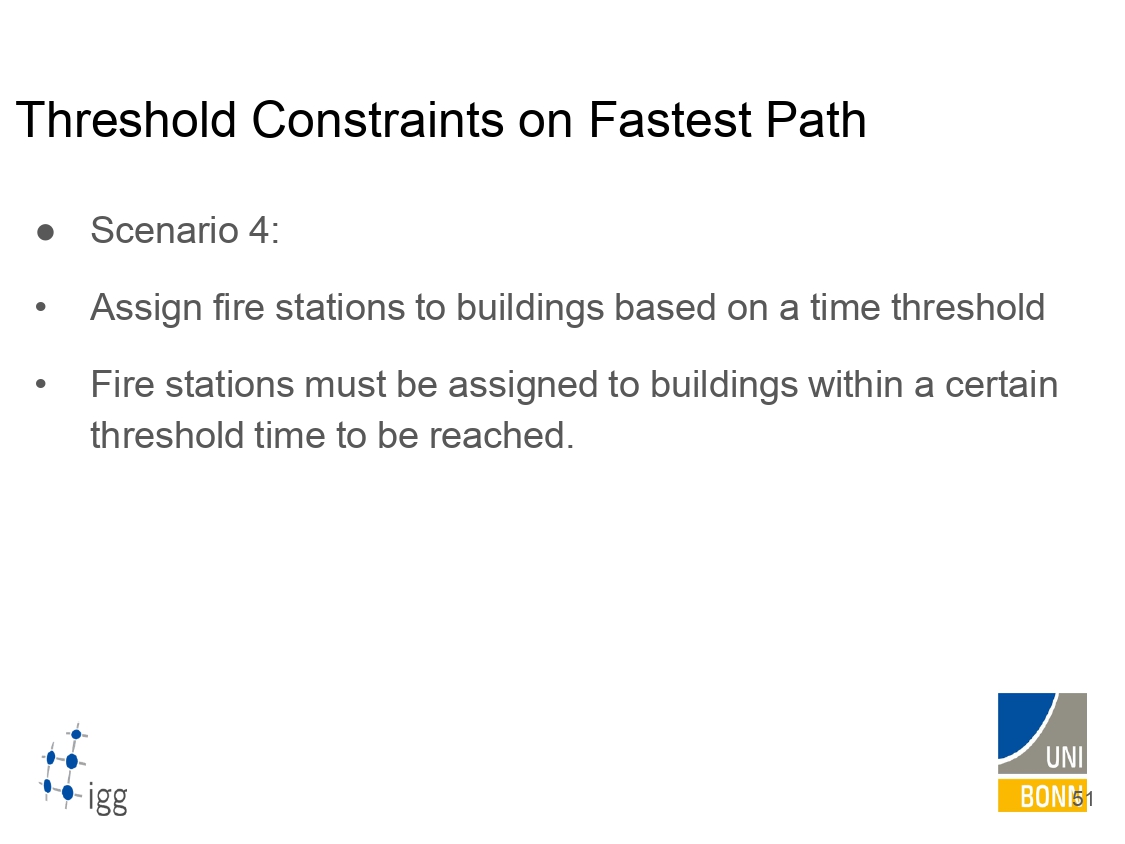 Threshold Constraints on Fastest Path
● Scenario 4:
• Assign fire stations to buildings based on a time threshold
• Fire stations must be assigned to buildings within a certain
threshold time to be reached.
igg
UNI
BONN
51